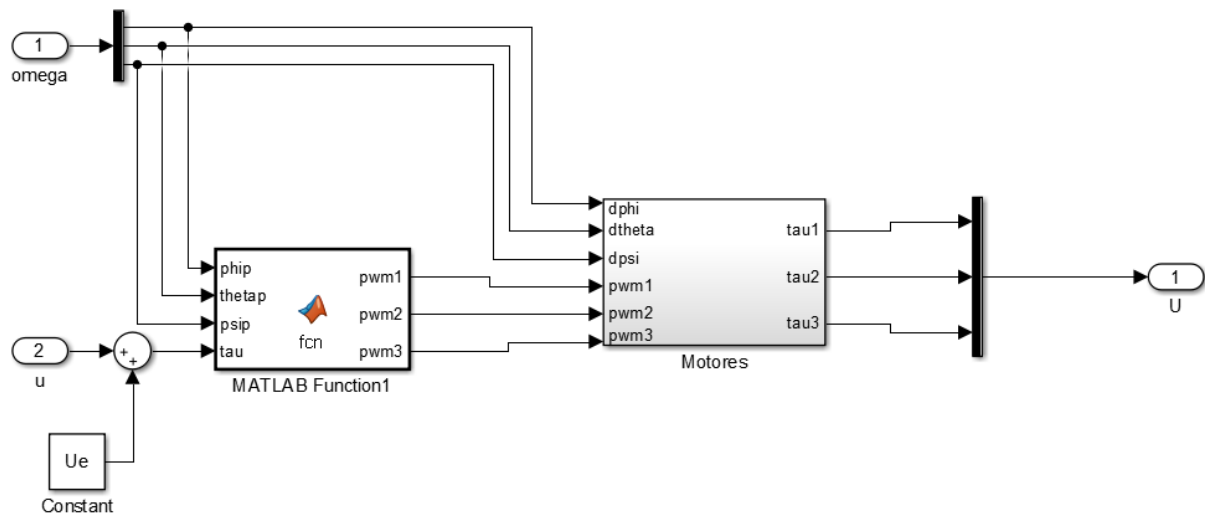 1
omega
phip
thetap
psip
tau
fcn
pwm1
pwm2
pwm3
MATLAB Function1
2
u
+
+
Ue
Constant
dphi
dtheta
dpsi
pwm1
pwm2
pwm3
tau1
tau2
tau3
Motores
1
U